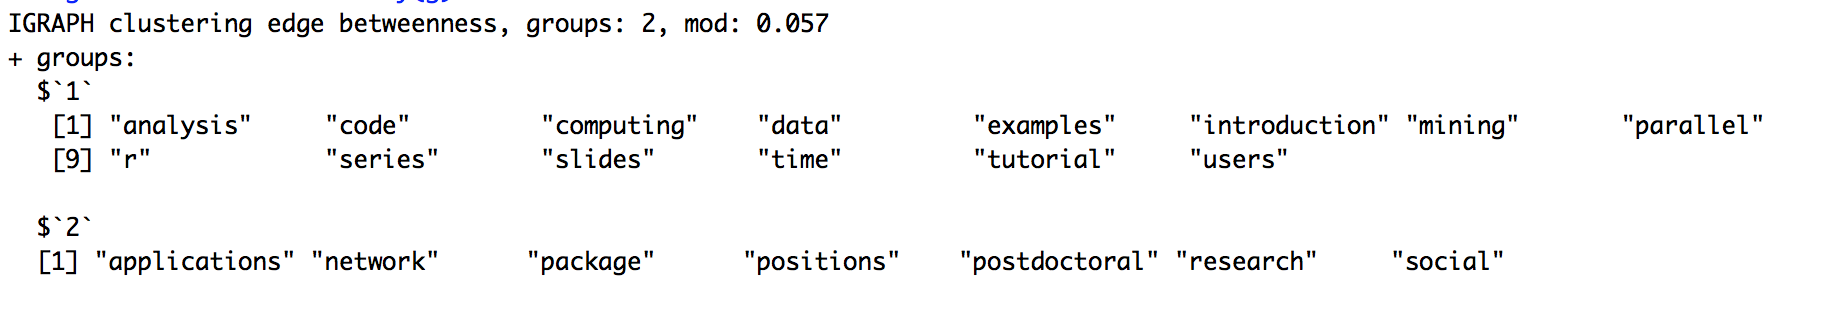 IGRAPH clustering edge betweenness, groups: 2, mod: 0.057
+ groups:
  $`1`
   [1] "analysis"     "code"         "computing"    "data"         "examples"     "introduction" "mining"       "parallel"
   [9] "r"            "series"       "slides"       "time"         "tutorial"     "users"

  $`2`
  [1] "applications" "network"      "package"      "positions"    "postdoctoral" "research"     "social"